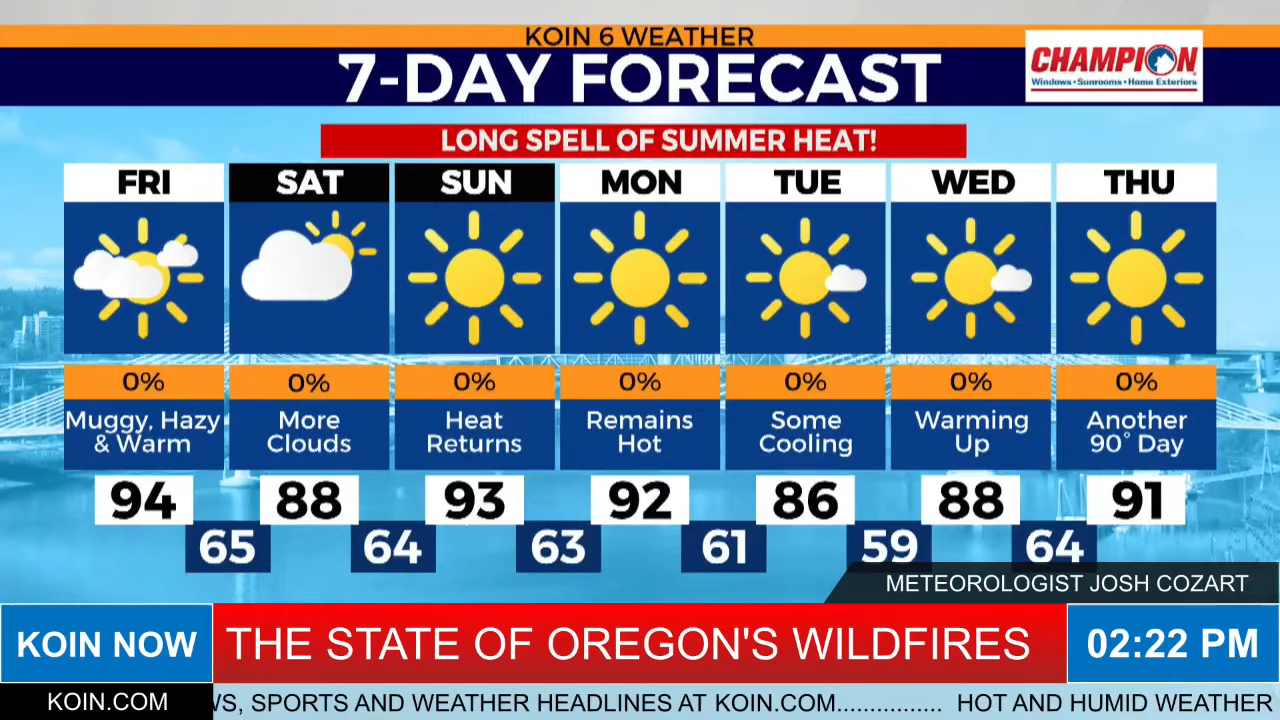 KOIN 6 WEATHER
7-DAY FORECAST
CHAMPION
Windows • Sunrooms • Home Exteriors
LONG SPELL OF SUMMER HEAT!
FRI SAT SUN MON TUE WED THU
0% 0% 0% 0% 0% 0% 0%
Muggy, Hazy
& Warm
More
Clouds
Heat
Returns
Remains
Hot
Some
Cooling
Warming
Up
Another
90° Day
94 88 93 92 86 88 91
65 64 63 61 59 64
METEOROLOGIST JOSH COZART
KOIN NOW
THE STATE OF OREGON'S WILDFIRES
02:22 PM
KOIN.COM
WS, SPORTS AND WEATHER HEADLINES AT KOIN.COM................ HOT AND HUMID WEATHER